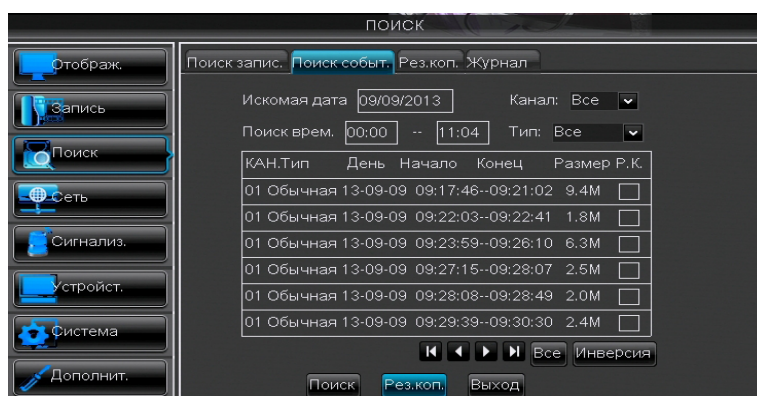 ПОИСК
Отображ.
Запись
Поиск
Сеть
Сигнализ.
Устройст.
Система
Дополнит.
Поиск запис. Поиск событ. Рез.коп. Журнал
Искомая дата 09/09/2013 Канал: Все
Поиск врем. 00:00 -- 11:04 Тип: Все
КАН.Тип День Начало Конец Размер Р.К.
01 Обычная 13-09-09 09:17:46--09:21:02 9.4M
01 Обычная 13-09-09 09:22:03--09:22:41 1.8M
01 Обычная 13-09-09 09:23:59--09:26:10 6.3M
01 Обычная 13-09-09 09:27:15--09:28:07 2.5M
01 Обычная 13-09-09 09:28:08--09:28:49 2.0M
01 Обычная 13-09-09 09:29:39--09:30:30 2.4M
Все Инверсия
Поиск Рез.коп. Выход